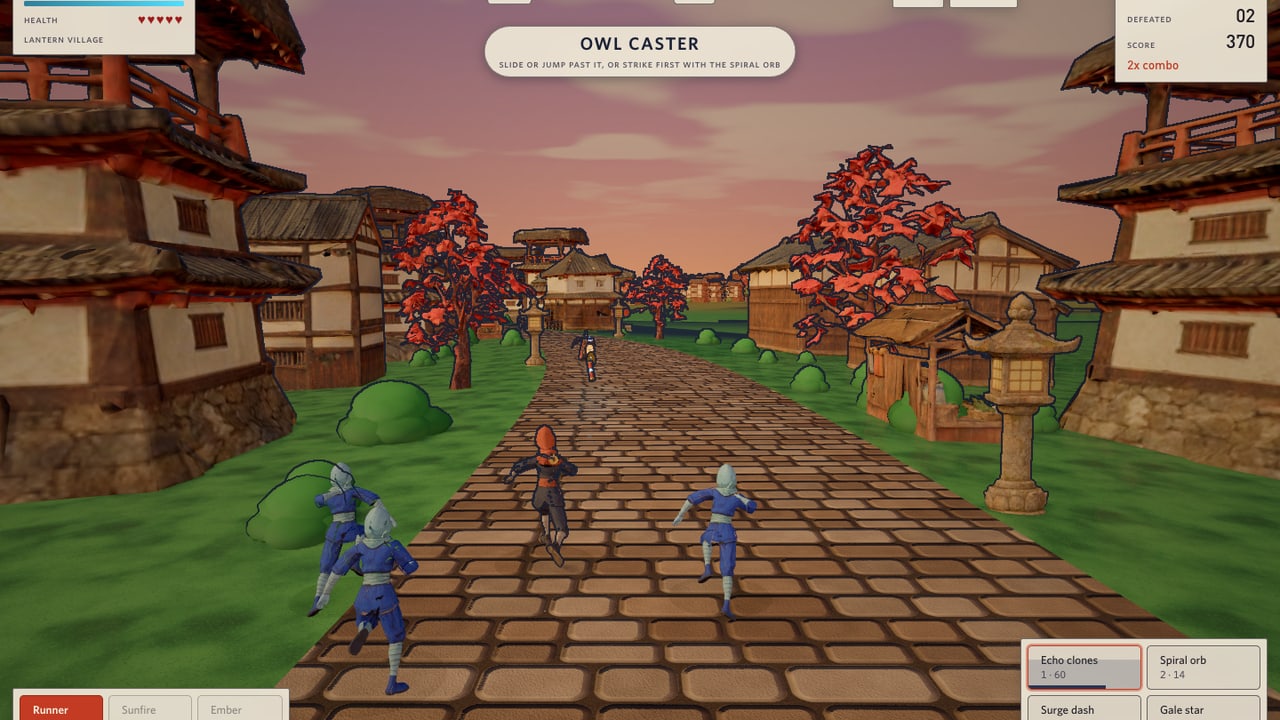 HEALTH ♥♥♥♥♥
LANTERN VILLAGE
OWL CASTER
SLIDE OR JUMP PAST IT, OR STRIKE FIRST WITH THE SPIRAL ORB
DEFEATED 02
SCORE 370
2x combo
Runner
Sunfire
Ember
Echo clones
1 · 60
Spiral orb
2 · 14
Surge dash
Gale star